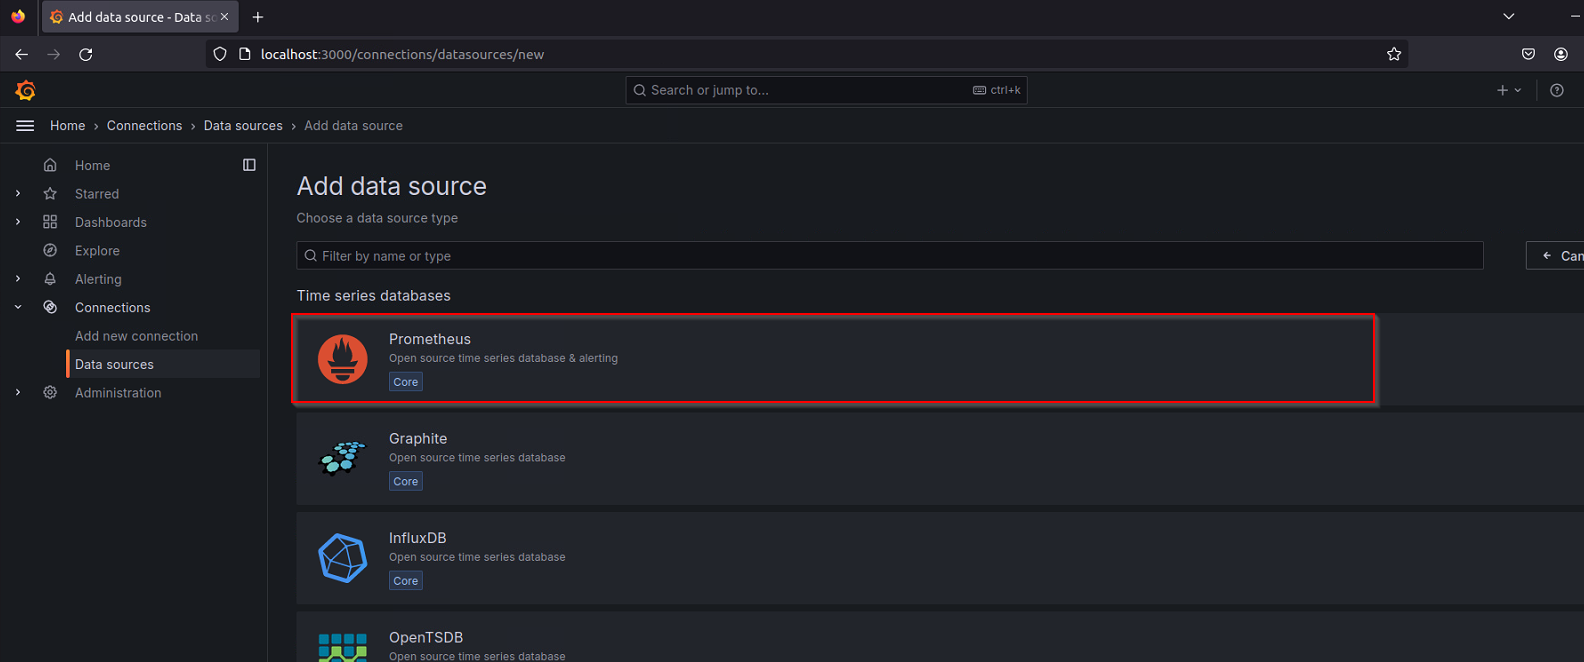 Add data source - Data so
localhost:3000/connections/datasources/new
Search or jump to...
ctrl+k
Home › Connections › Data sources › Add data source
Home
Starred
Dashboards
Explore
Alerting
Connections
Add new connection
Data sources
Administration
Add data source
Choose a data source type
Filter by name or type
Can
Time series databases
Prometheus
Open source time series database & alerting
Core
Graphite
Open source time series database
Core
InfluxDB
Open source time series database
Core
OpenTSDB
Open source time series database